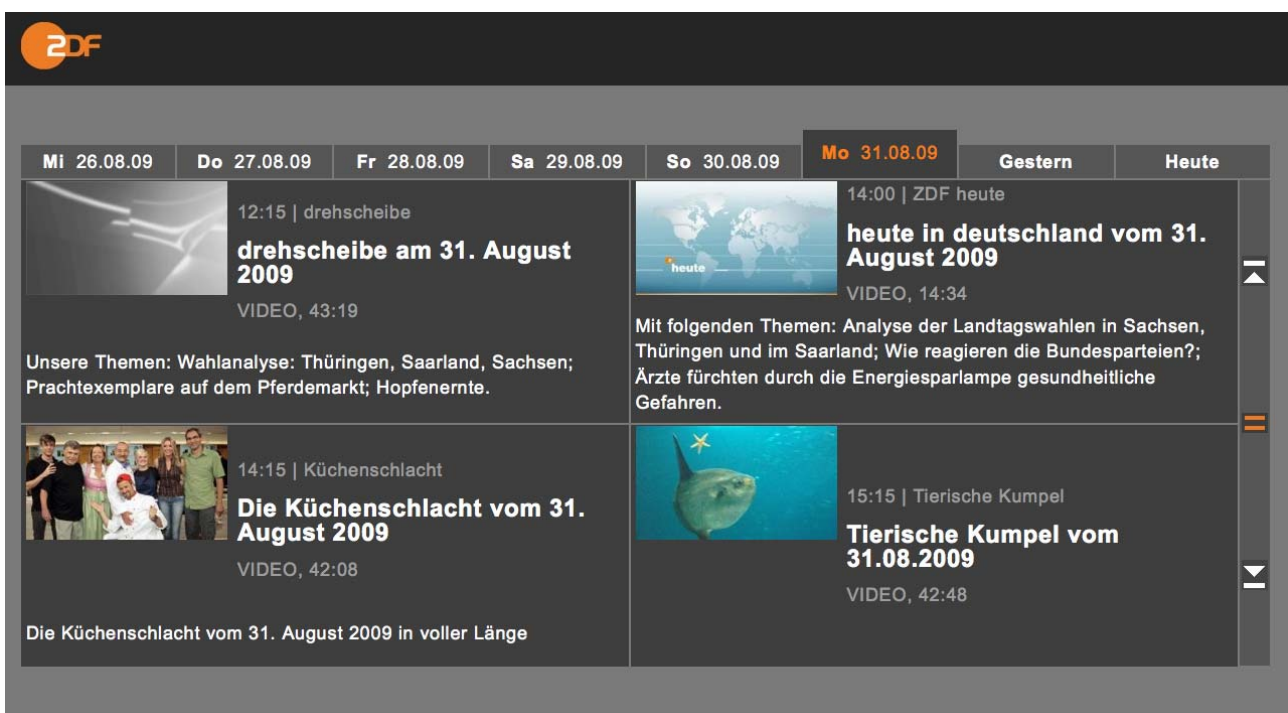 ZDF
Mi 26.08.09
Do 27.08.09
Fr 28.08.09
Sa 29.08.09
So 30.08.09
Mo 31.08.09
Gestern
Heute
12:15 | drehscheibe
drehscheibe am 31. August
2009
VIDEO, 43:19
Unsere Themen: Wahlanalyse: Thüringen, Saarland, Sachsen;
Prachtexemplare auf dem Pferdemarkt; Hopfenernte.
heute
14:00 | ZDF heute
heute in deutschland vom 31.
August 2009
VIDEO, 14:34
Mit folgenden Themen: Analyse der Landtagswahlen in Sachsen,
Thüringen und im Saarland; Wie reagieren die Bundesparteien?;
Ärzte fürchten durch die Energiesparlampe gesundheitliche
Gefahren.
14:15 | Küchenschlacht
Die Küchenschlacht vom 31.
August 2009
VIDEO, 42:08
Die Küchenschlacht vom 31. August 2009 in voller Länge
15:15 | Tierische Kumpel
Tierische Kumpel vom
31.08.2009
VIDEO, 42:48